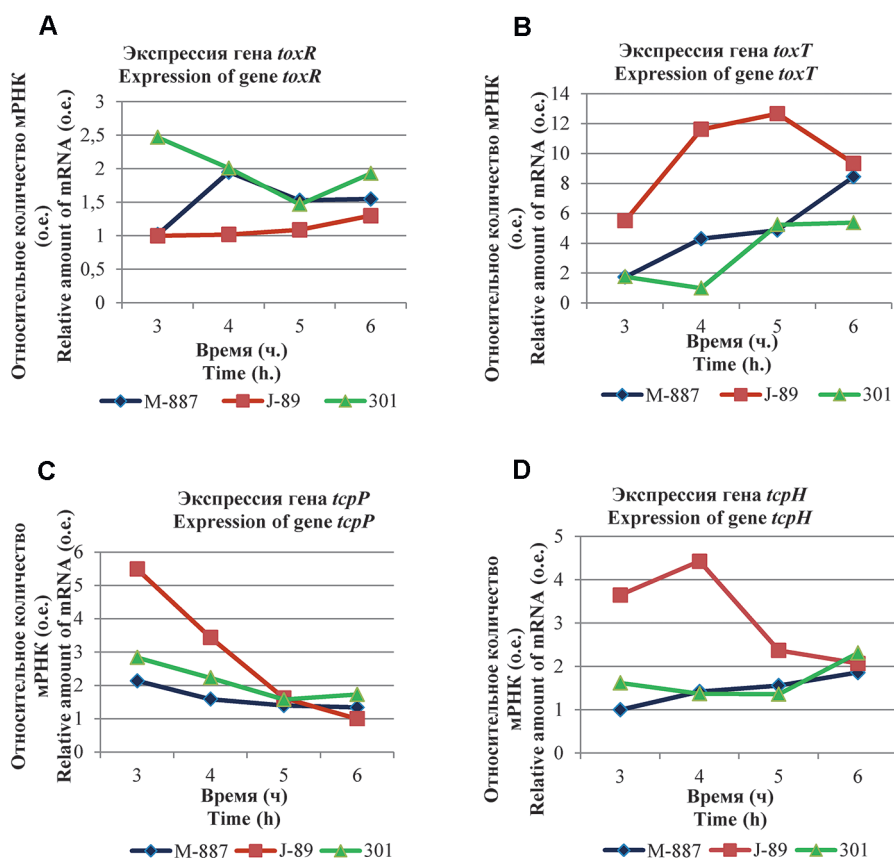 A
Экспрессия гена toxR
Expression of gene toxR
Относительное количество мРНК
(о.е.)
Relative amount of mRNA (o.e.)
3
2,5
2
1,5
1
0,5
0
3 4 5 6
Время (ч.)
Time (h.)
M-887 J-89 301
B
Экспрессия гена toxT
Expression of gene toxT
Относительное количество мРНК
(о.е.)
Relative amount of mRNA (o.e.)
14
12
10
8
6
4
2
0
3 4 5 6
Время (ч.)
Time (h.)
M-887 J-89 301
C
Экспрессия гена tcpP
Expression of gene tcpP
Относительное количество
мРНК (о.е.)
Relative amount of mRNA (o.e.)
6
5
4
3
2
1
0
3 4 5 6
Время (ч)
Time (h)
M-887 J-89 301
D
Экспрессия гена tcpH
Expression of gene tcpH
Относительное количество
мРНК (о.е.)
Relative amount of mRNA (o.e.)
5
4
3
2
1
0
3 4 5 6
Время (ч)
Time (h)
M-887 J-89 301